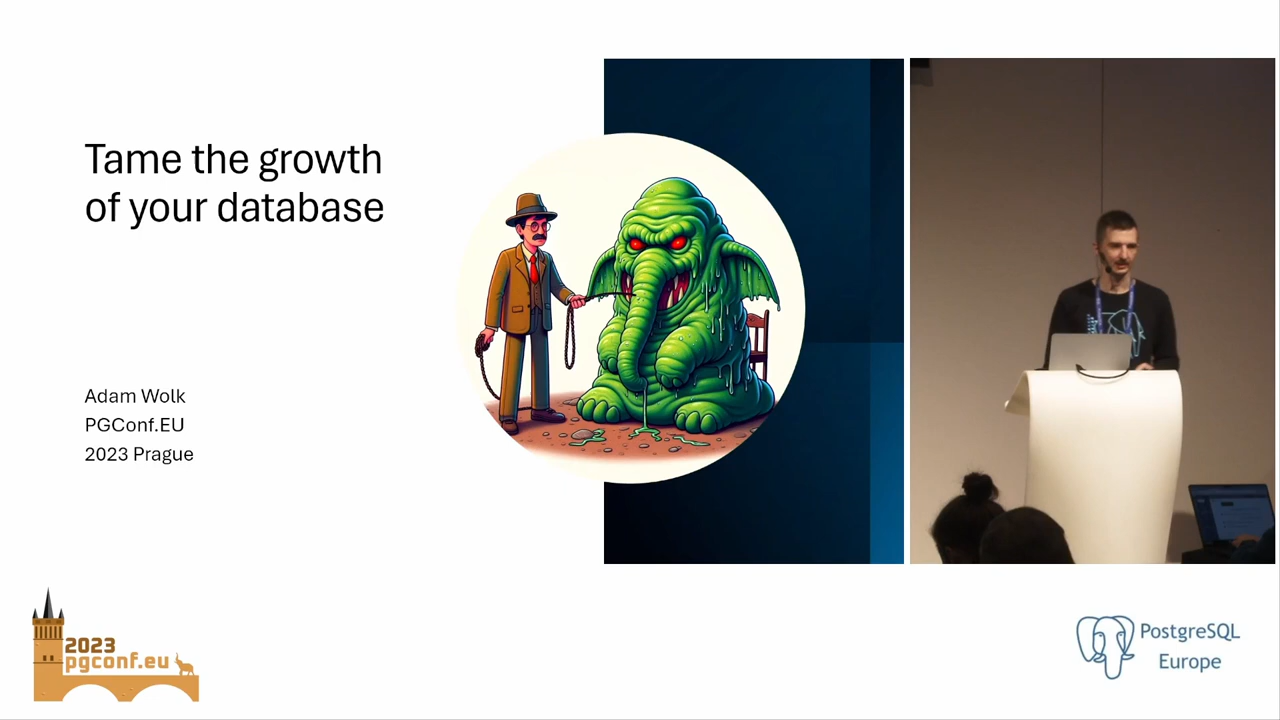 Tame the growth
of your database
Adam Wolk
PGConf.EU
2023 Prague
2023
pgconf.eu
PostgreSQL
Europe